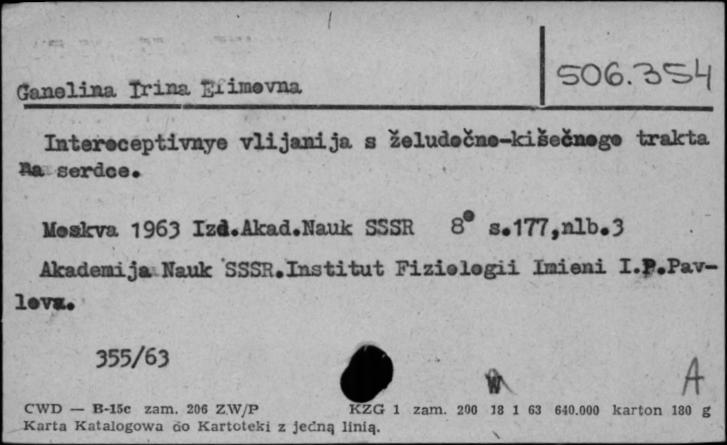 506.354
Ganelina Irina Efimovna
Interoceptivnye vlijanija s želudočno-kišečnogo trakta
na serdce.
Moskva 1963 Izd.Akad.Nauk SSSR 8° s.177,nlb.3
Akademija Nauk SSSR.Institut Fiziologii Imieni I.P.Pav-
lova.
355/63
W A
CWD — B-15c zam. 206 ZW/P KZG 1 zam. 200 18 1 63 640.000 karton 180 g
Karta Katalogowa do Kartoteki z jedną linią.